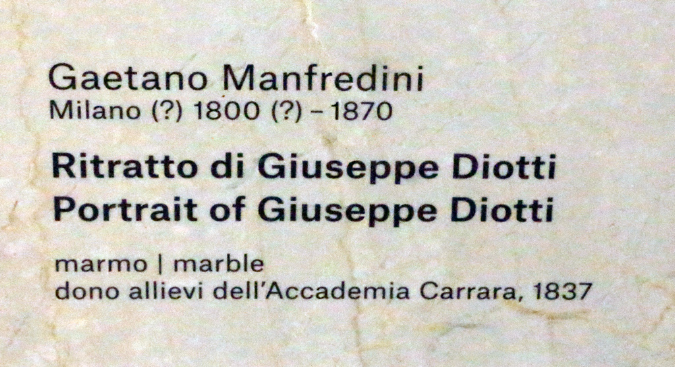 Gaetano Manfredini
Milano (?) 1800 (?) – 1870
Ritratto di Giuseppe Diotti
Portrait of Giuseppe Diotti
marmo | marble
dono allievi dell'Accademia Carrara, 1837